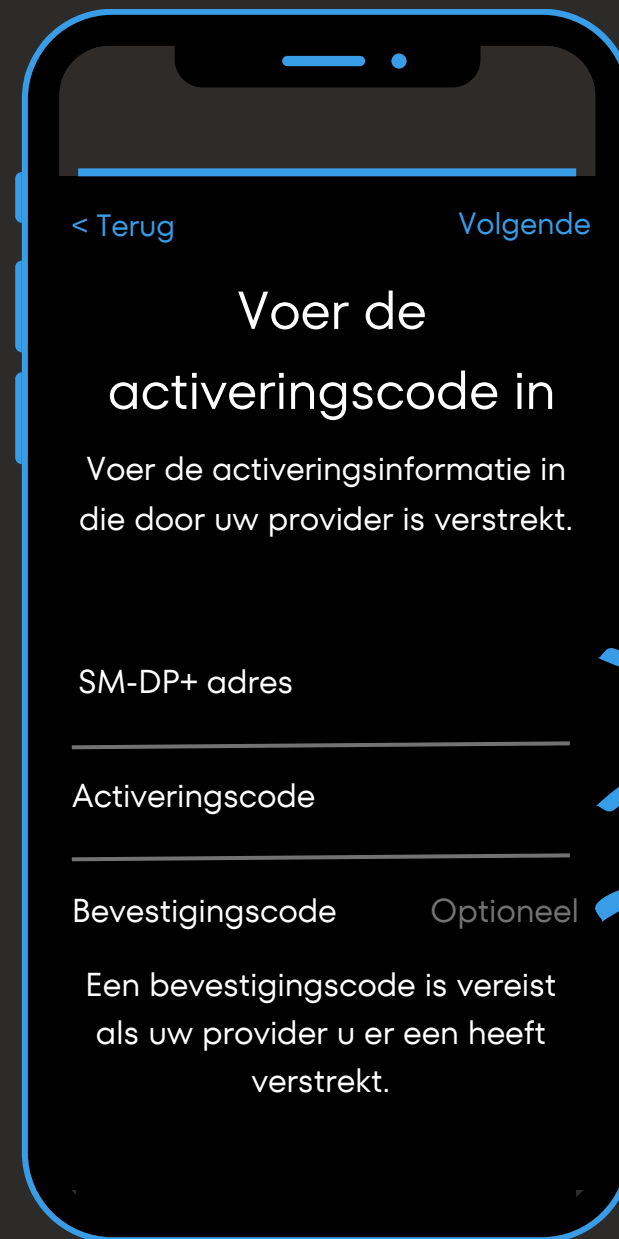 < Terug
Volgende
Voer de
activeringscode in
Voer de activeringsinformatie in
die door uw provider is verstrekt.
SM-DP+ adres
Activeringscode
Bevestigingscode Optioneel
Een bevestigingscode is vereist
als uw provider u er een heeft
verstrekt.